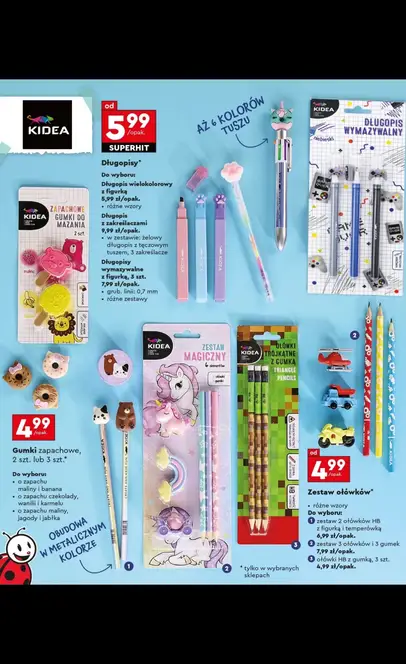 KIDEA
od
5.99
/opak.
SUPERHIT
AŻ 6 KOLORÓW
TUSZU
Długopisy*
Do wyboru:
Długopis wielokolorowy
z figurką
5,99 zł/opak.
• różne wzory
Długopis
z zakreślaczami
9,99 zł/opak.
• w zestawie: żelowy
długopis z tęczowym
tuszem, 3 zakreślacze
Długopisy
wymazywalne
z figurką, 3 szt.
7,99 zł/opak.
• grub. linii: 0,7 mm
• różne zestawy
DŁUGOPIS
WYMAZYWALNY
ZAPACHOWE
GUMKI DO
MAZANIA
2 szt.
KIDEA
4.99
/opak.
Gumki zapachowe,
2 szt. lub 3 szt.*
Do wyboru:
• o zapachu
maliny i banana
• o zapachu czekolady,
wanilii i karmelu
• o zapachu maliny,
jagody i jabłka
OBUDOWA
W METALICZNYM
KOLORZE
1
KIDEA
ZESTAW
MAGICZNY
2
KIDEA
OŁÓWKI
TRÓJKĄTNE
Z GUMKĄ
TRIANGLE
PENCILS
3
* tylko w wybranych
sklepach
2
od
4.99
/opak.
Zestaw ołówków*
• różne wzory
Do wyboru:
1 zestaw 2 ołówków HB
z figurką i temperówką
6,99 zł/opak.
2 zestaw 3 ołówków i 3 gumek
7,99 zł/opak.
3 ołówki HB z gumką, 3 szt.
4,99 zł/opak.